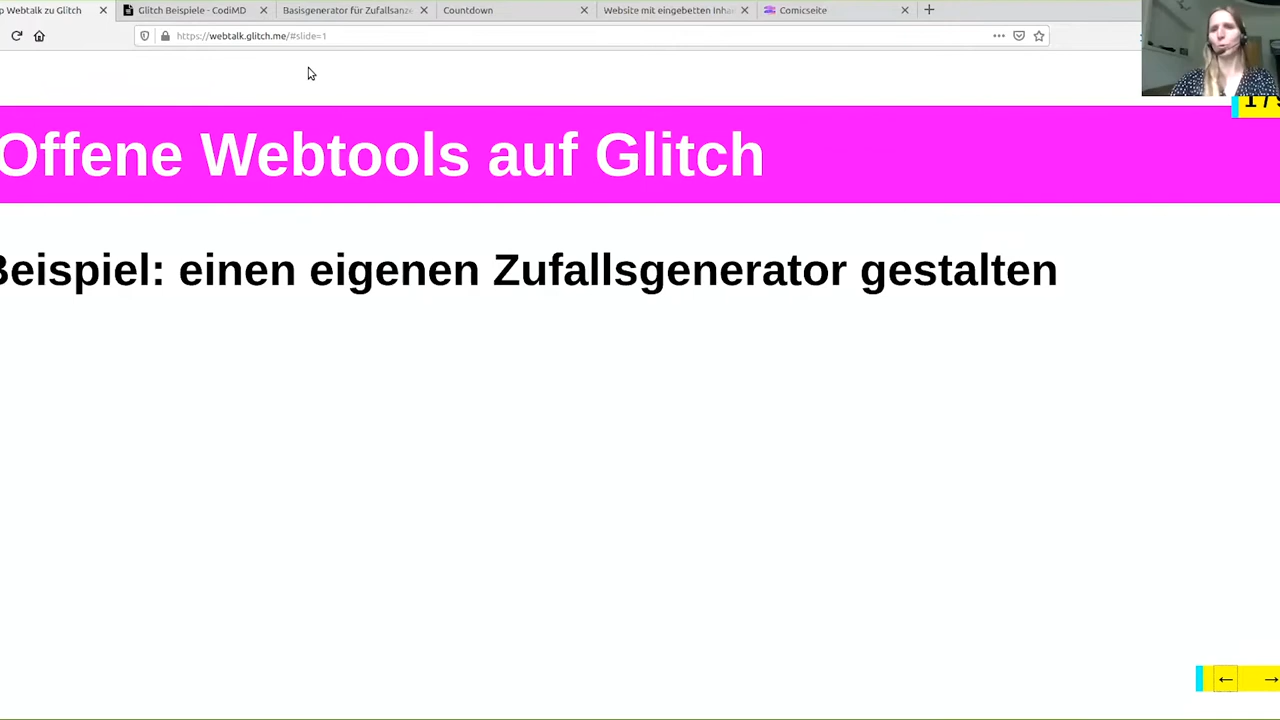 p Webtalk zu Glitch
Glitch Beispiele - CodiMD
Basisgenerator für Zufallsanze
Countdown
Website mit eingebetten Inha
Comicseite
https://webtalk.glitch.me/#slide=1
Offene Webtools auf Glitch
Beispiel: einen eigenen Zufallsgenerator gestalten
← →